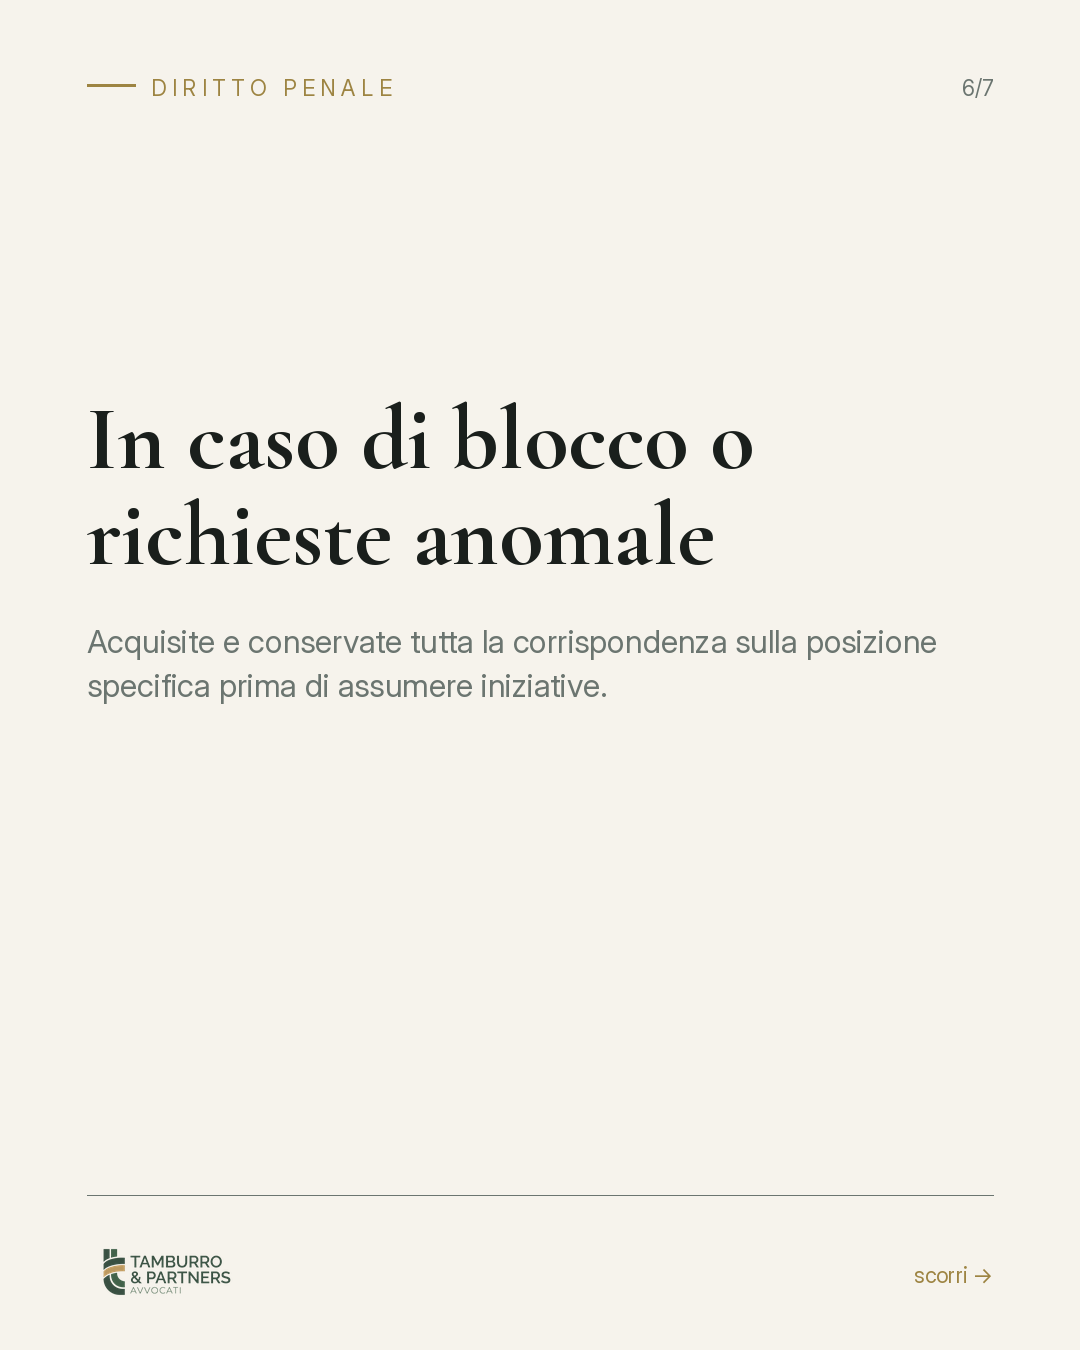 DIRITTO PENALE
6/7
In caso di blocco o
richieste anomale
Acquisite e conservate tutta la corrispondenza sulla posizione
specifica prima di assumere iniziative.
TAMBURRO
& PARTNERS
AVVOCATI
scorri →